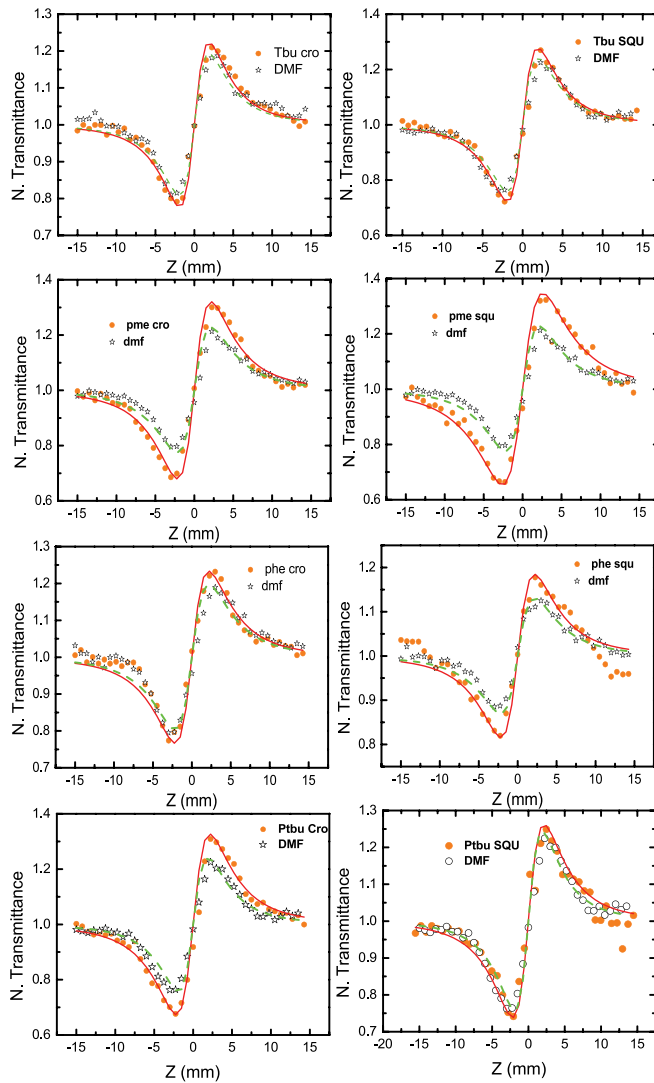 1.3
1.2
1.1
1.0
0.9
0.8
0.7
N. Transmittance
Tbu cro
DMF
-15 -10 -5 0 5 10 15
Z (mm)
1.4
1.2
1.0
0.8
0.6
N. Transmittance
Tbu SQU
DMF
-15 -10 -5 0 5 10 15
Z (mm)
1.4
1.2
1.0
0.8
0.6
N. Transmittance
pme cro
dmf
-15 -10 -5 0 5 10 15
Z (mm)
1.4
1.2
1.0
0.8
0.6
N. Transmittance
pme squ
dmf
-15 -10 -5 0 5 10 15
Z (mm)
1.3
1.2
1.1
1.0
0.9
0.8
0.7
N. Transmittance
phe cro
dmf
-15 -10 -5 0 5 10 15
Z (mm)
1.2
1.1
1.0
0.9
0.8
N. Transmittance
phe squ
dmf
-15 -10 -5 0 5 10 15
Z (mm)
1.4
1.2
1.0
0.8
0.6
N. Transmittance
Ptbu Cro
DMF
-15 -10 -5 0 5 10 15
Z (mm)
1.3
1.2
1.1
1.0
0.9
0.8
0.7
N. Transmittance
Ptbu SQU
DMF
-20 -15 -10 -5 0 5 10 15 20
Z (mm)